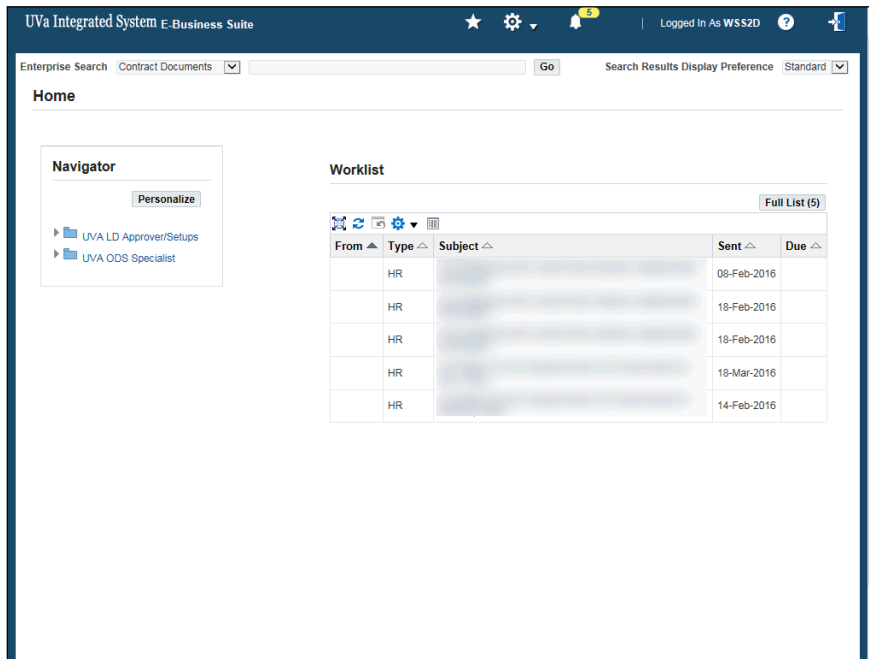 UVa Integrated System E-Business Suite
5
| Logged In As WSS2D ?
Enterprise Search Contract Documents Go Search Results Display Preference Standard
Home
Navigator
Personalize
UVA LD Approver/Setups
UVA ODS Specialist
Worklist
Full List (5)
From Type Subject Sent Due
HR 08-Feb-2016
HR 18-Feb-2016
HR 18-Feb-2016
HR 18-Mar-2016
HR 14-Feb-2016